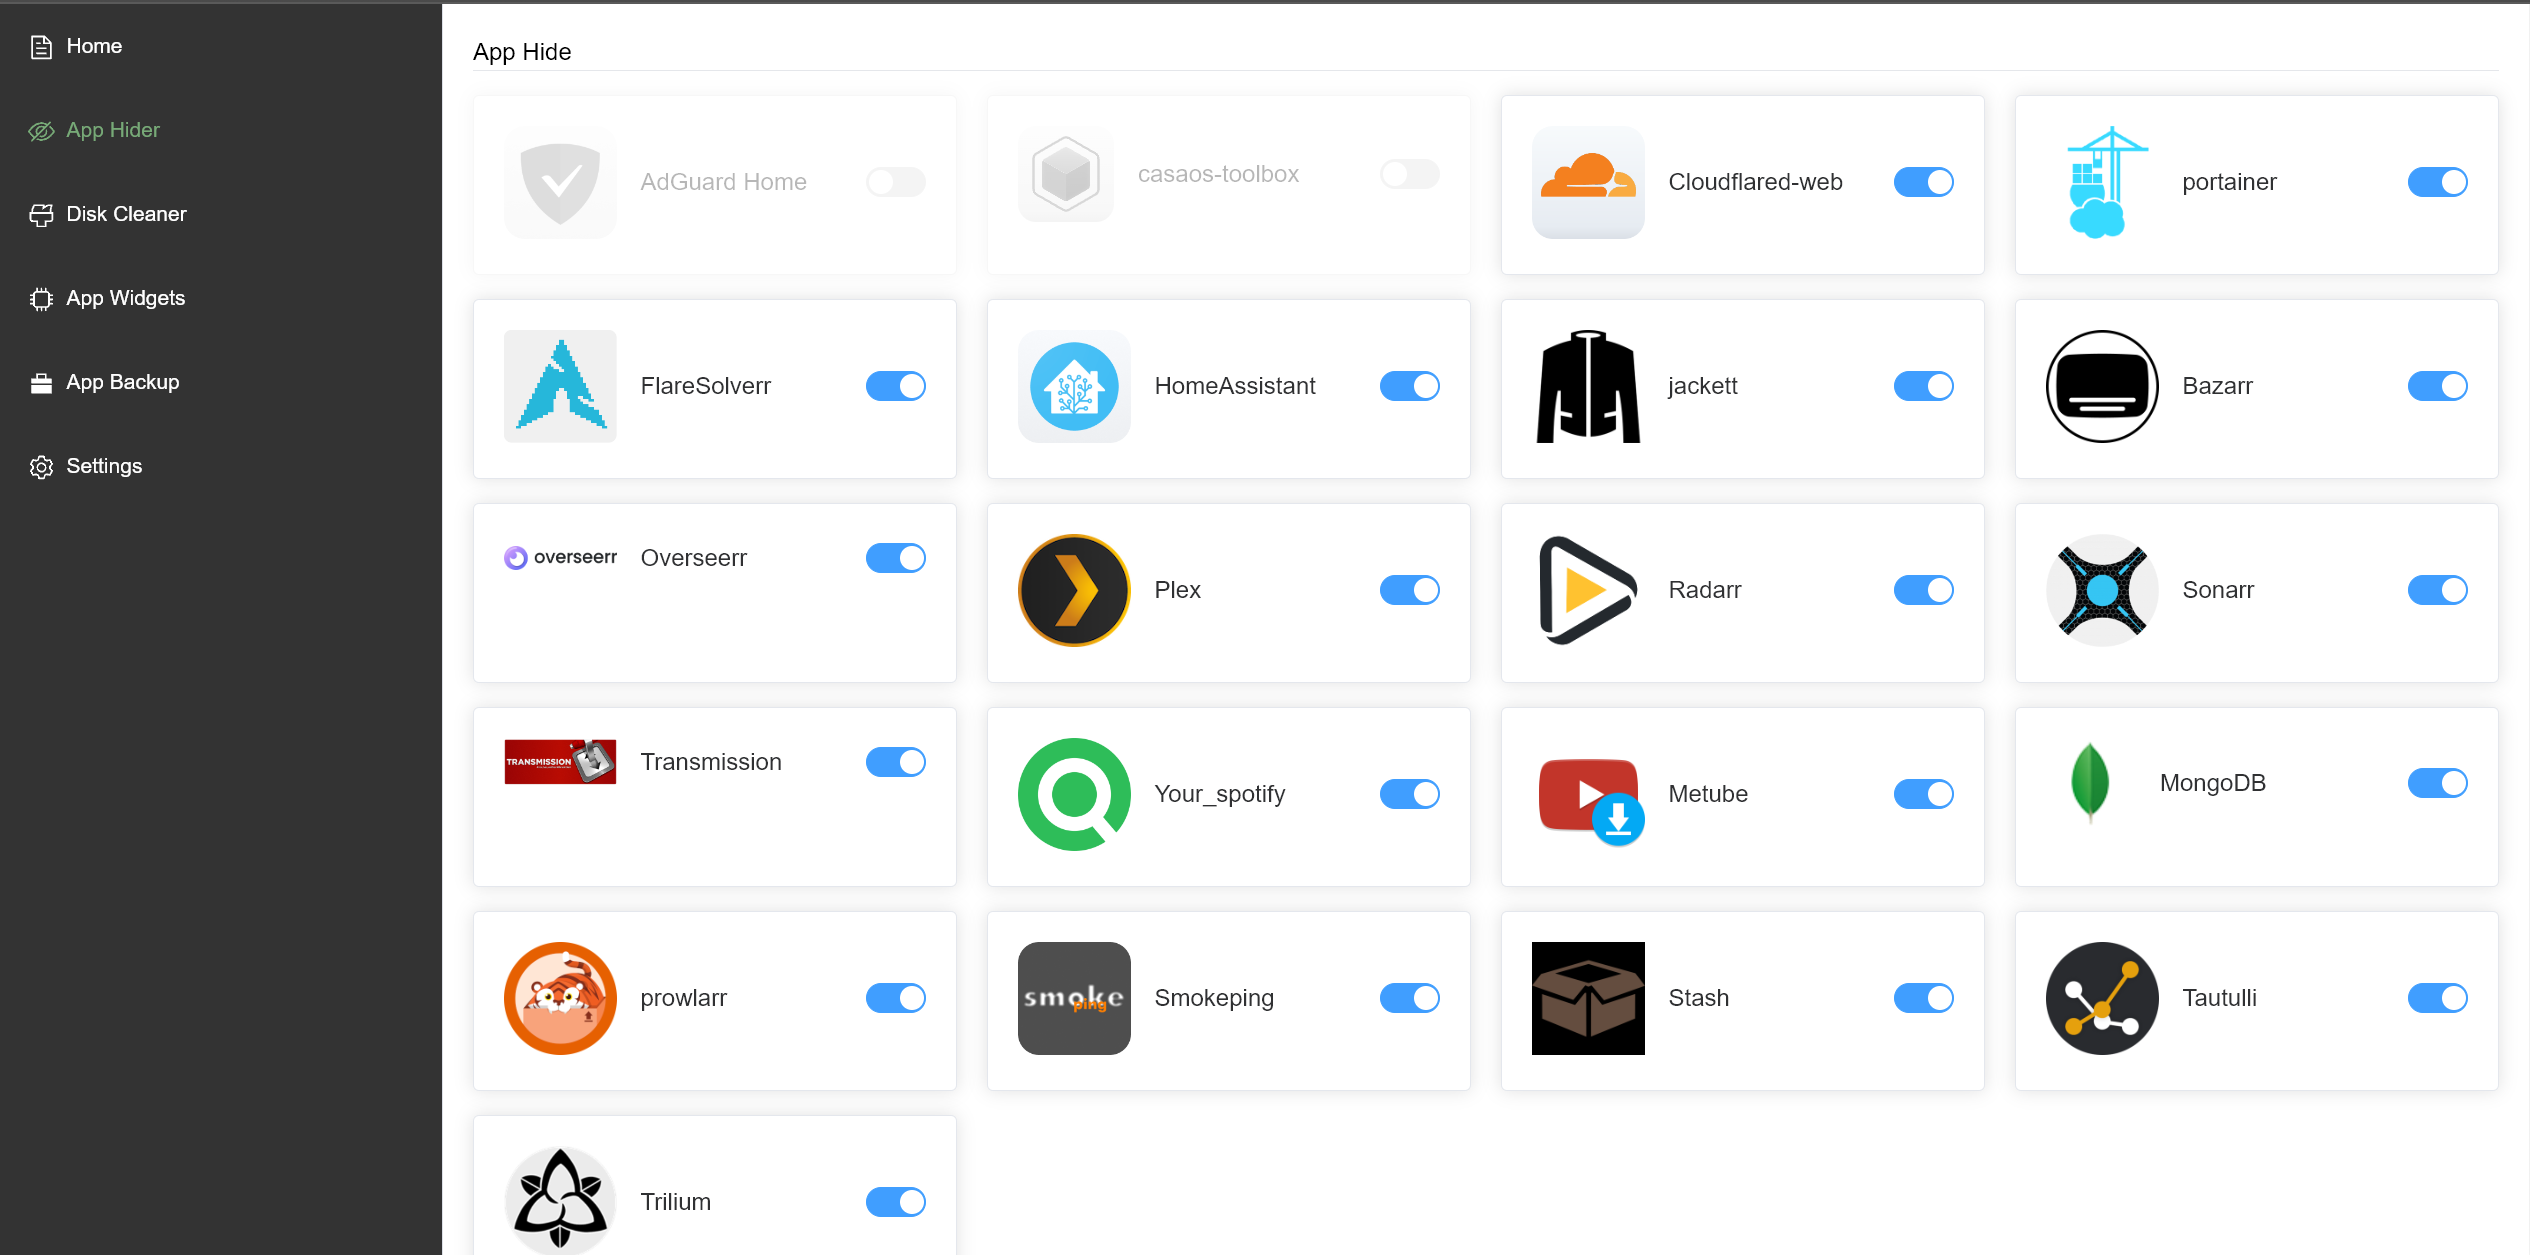 Home
App Hider
Disk Cleaner
App Widgets
App Backup
Settings
App Hide
AdGuard Home
casaos-toolbox
Cloudflared-web
portainer
FlareSolverr
HomeAssistant
jackett
Bazarr
overseerr
Overseerr
Plex
Radarr
Sonarr
TRANSMISSION
Transmission
Your_spotify
Metube
MongoDB
prowlarr
smoke
ping
Smokeping
Stash
Tautulli
Trilium